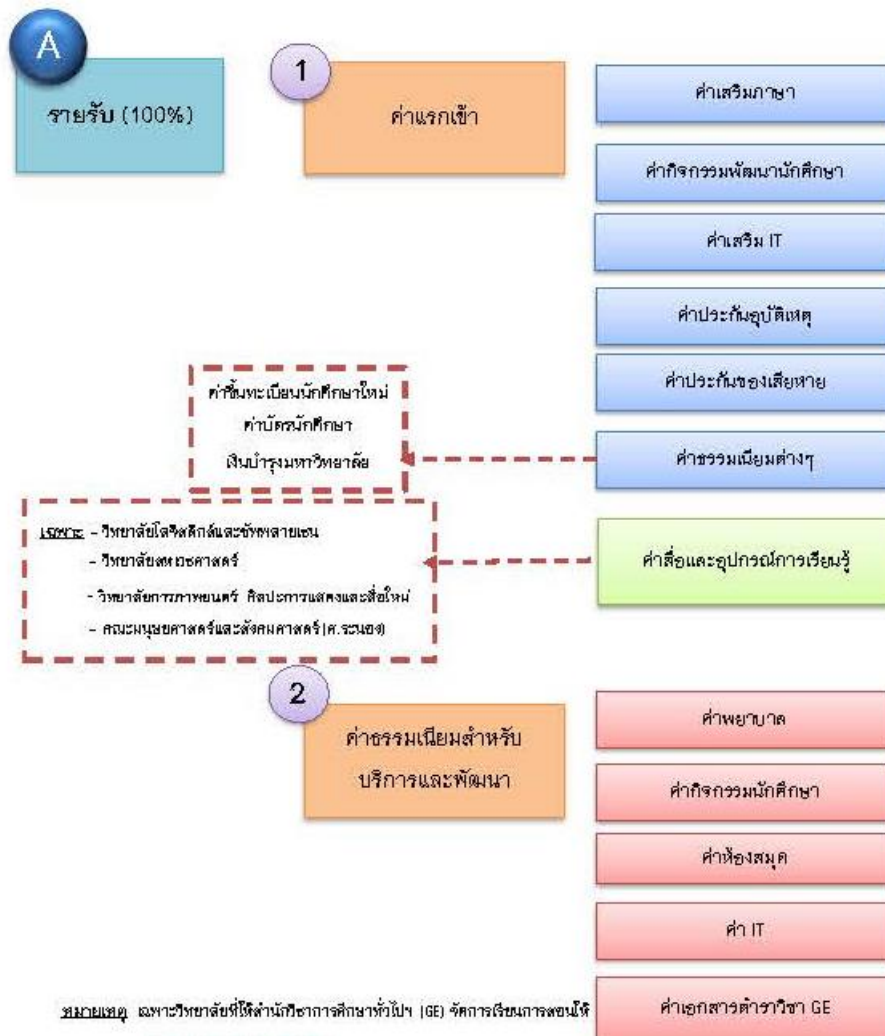 A
รายรับ (100%)
1
ค่าแรกเข้า
ค่าเสริมภาษา
ค่ากิจกรรมพัฒนานักศึกษา
ค่าเสริม IT
ค่าประกันอุบัติเหตุ
ค่าประกันของเสียหาย
ค่าธรรมเนียมต่างๆ
ค่าขึ้นทะเบียนนักศึกษาใหม่
ค่าบัตรนักศึกษา
เงินบำรุงมหาวิทยาลัย
ค่าสื่อและอุปกรณ์การเรียนรู้
เฉพาะ - วิทยาลัยโลจิสติกส์และซัพพลายเชน
- วิทยาลัยสหเวชศาสตร์
- วิทยาลัยการภาพยนตร์ ศิลปะการแสดงและสื่อใหม่
- คณะมนุษยศาสตร์และสังคมศาสตร์(ศ.ระนอง)
2
ค่าธรรมเนียมสำหรับ
บริการและพัฒนา
ค่าพยาบาล
ค่ากิจกรรมนักศึกษา
ค่าห้องสมุด
ค่า IT
ค่าเอกสารตำราวิชา GE
หมายเหตุ เฉพาะวิทยาลัยที่ให้สำนักวิชาการศึกษาทั่วไปฯ (GE) จัดการเรียนการสอนให้